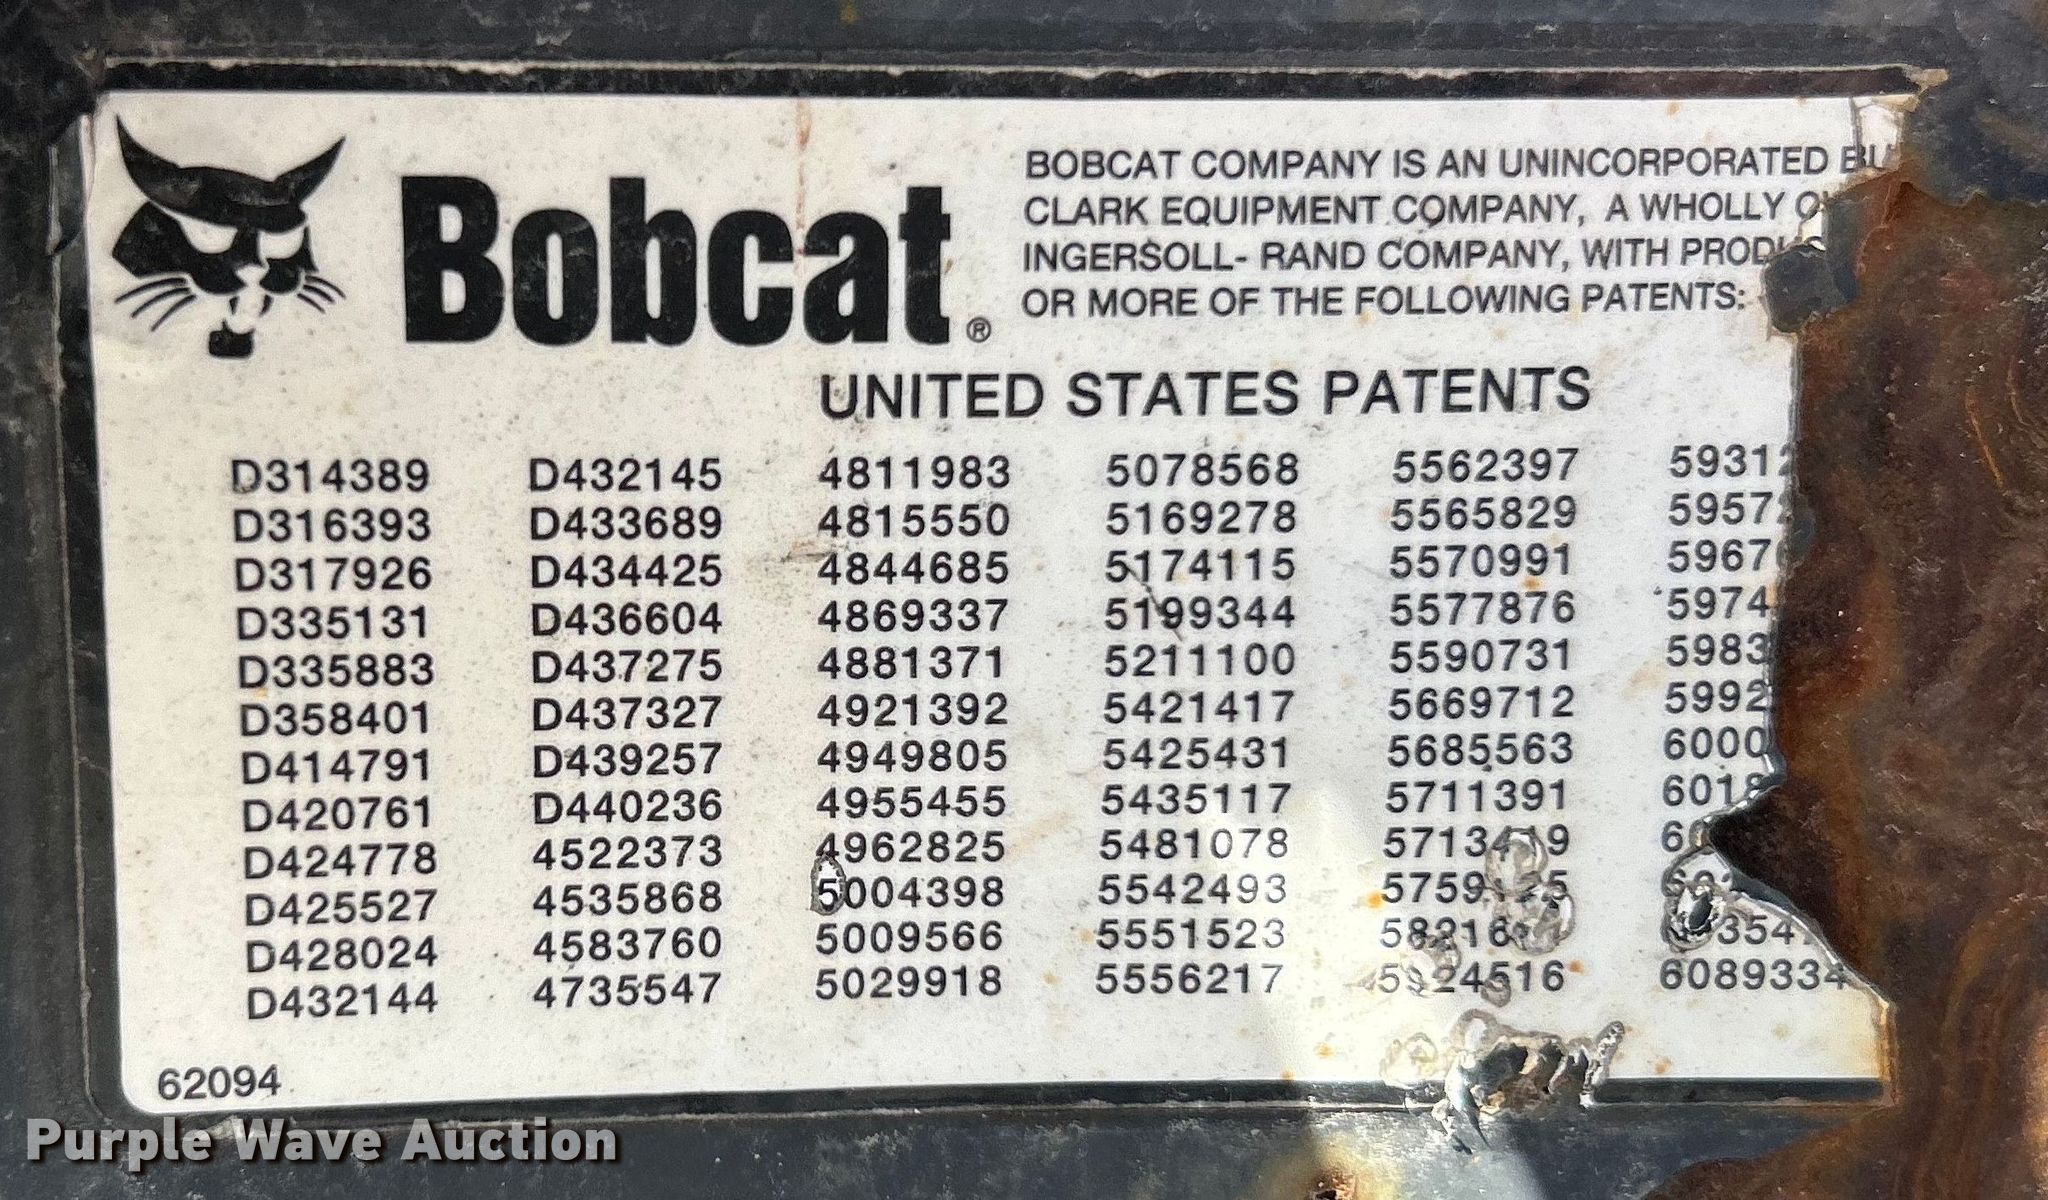 Bobcat®
BOBCAT COMPANY IS AN UNINCORPORATED
CLARK EQUIPMENT COMPANY, A WHOLLY
INGERSOLL- RAND COMPANY, WITH
OR MORE OF THE FOLLOWING PATENTS:
UNITED STATES PATENTS
D314389 D432145 4811983 5078568 5562397
D316393 D433689 4815550 5169278 5565829
D317926 D434425 4844685 5174115 5570991
D335131 D436604 4869337 5199344 5577876
D335883 D437275 4881371 5211100 5590731
D358401 D437327 4921392 5421417 5669712
D414791 D439257 4949805 5425431 5685563
D420761 D440236 4955455 5435117 5711391
D424778 4522373 4962825 5481078
D425527 4535868 5004398 5542493
D428024 4583760 5009566 5551523
D432144 4735547 5029918 5556217 6089334
62094
Purple Wave Auction